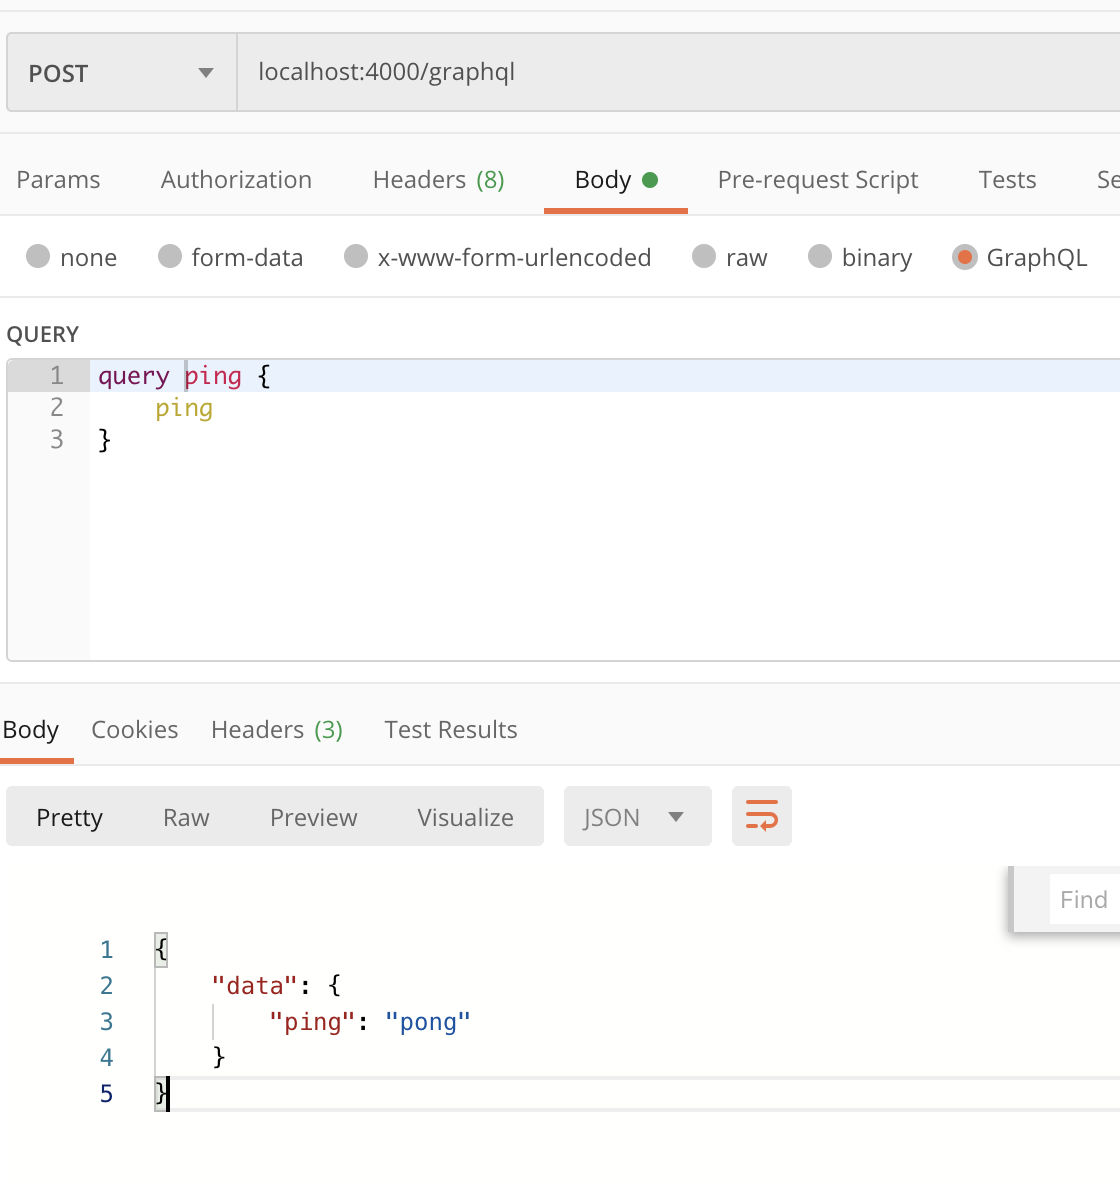 POST localhost:4000/graphql
Params Authorization Headers (8) Body Pre-request Script Tests Se
none form-data x-www-form-urlencoded raw binary GraphQL
QUERY
1 query ping {
2 ping
3 }
Body Cookies Headers (3) Test Results
Pretty Raw Preview Visualize JSON
Find
1 {
2 "data": {
3 "ping": "pong"
4 }
5 }